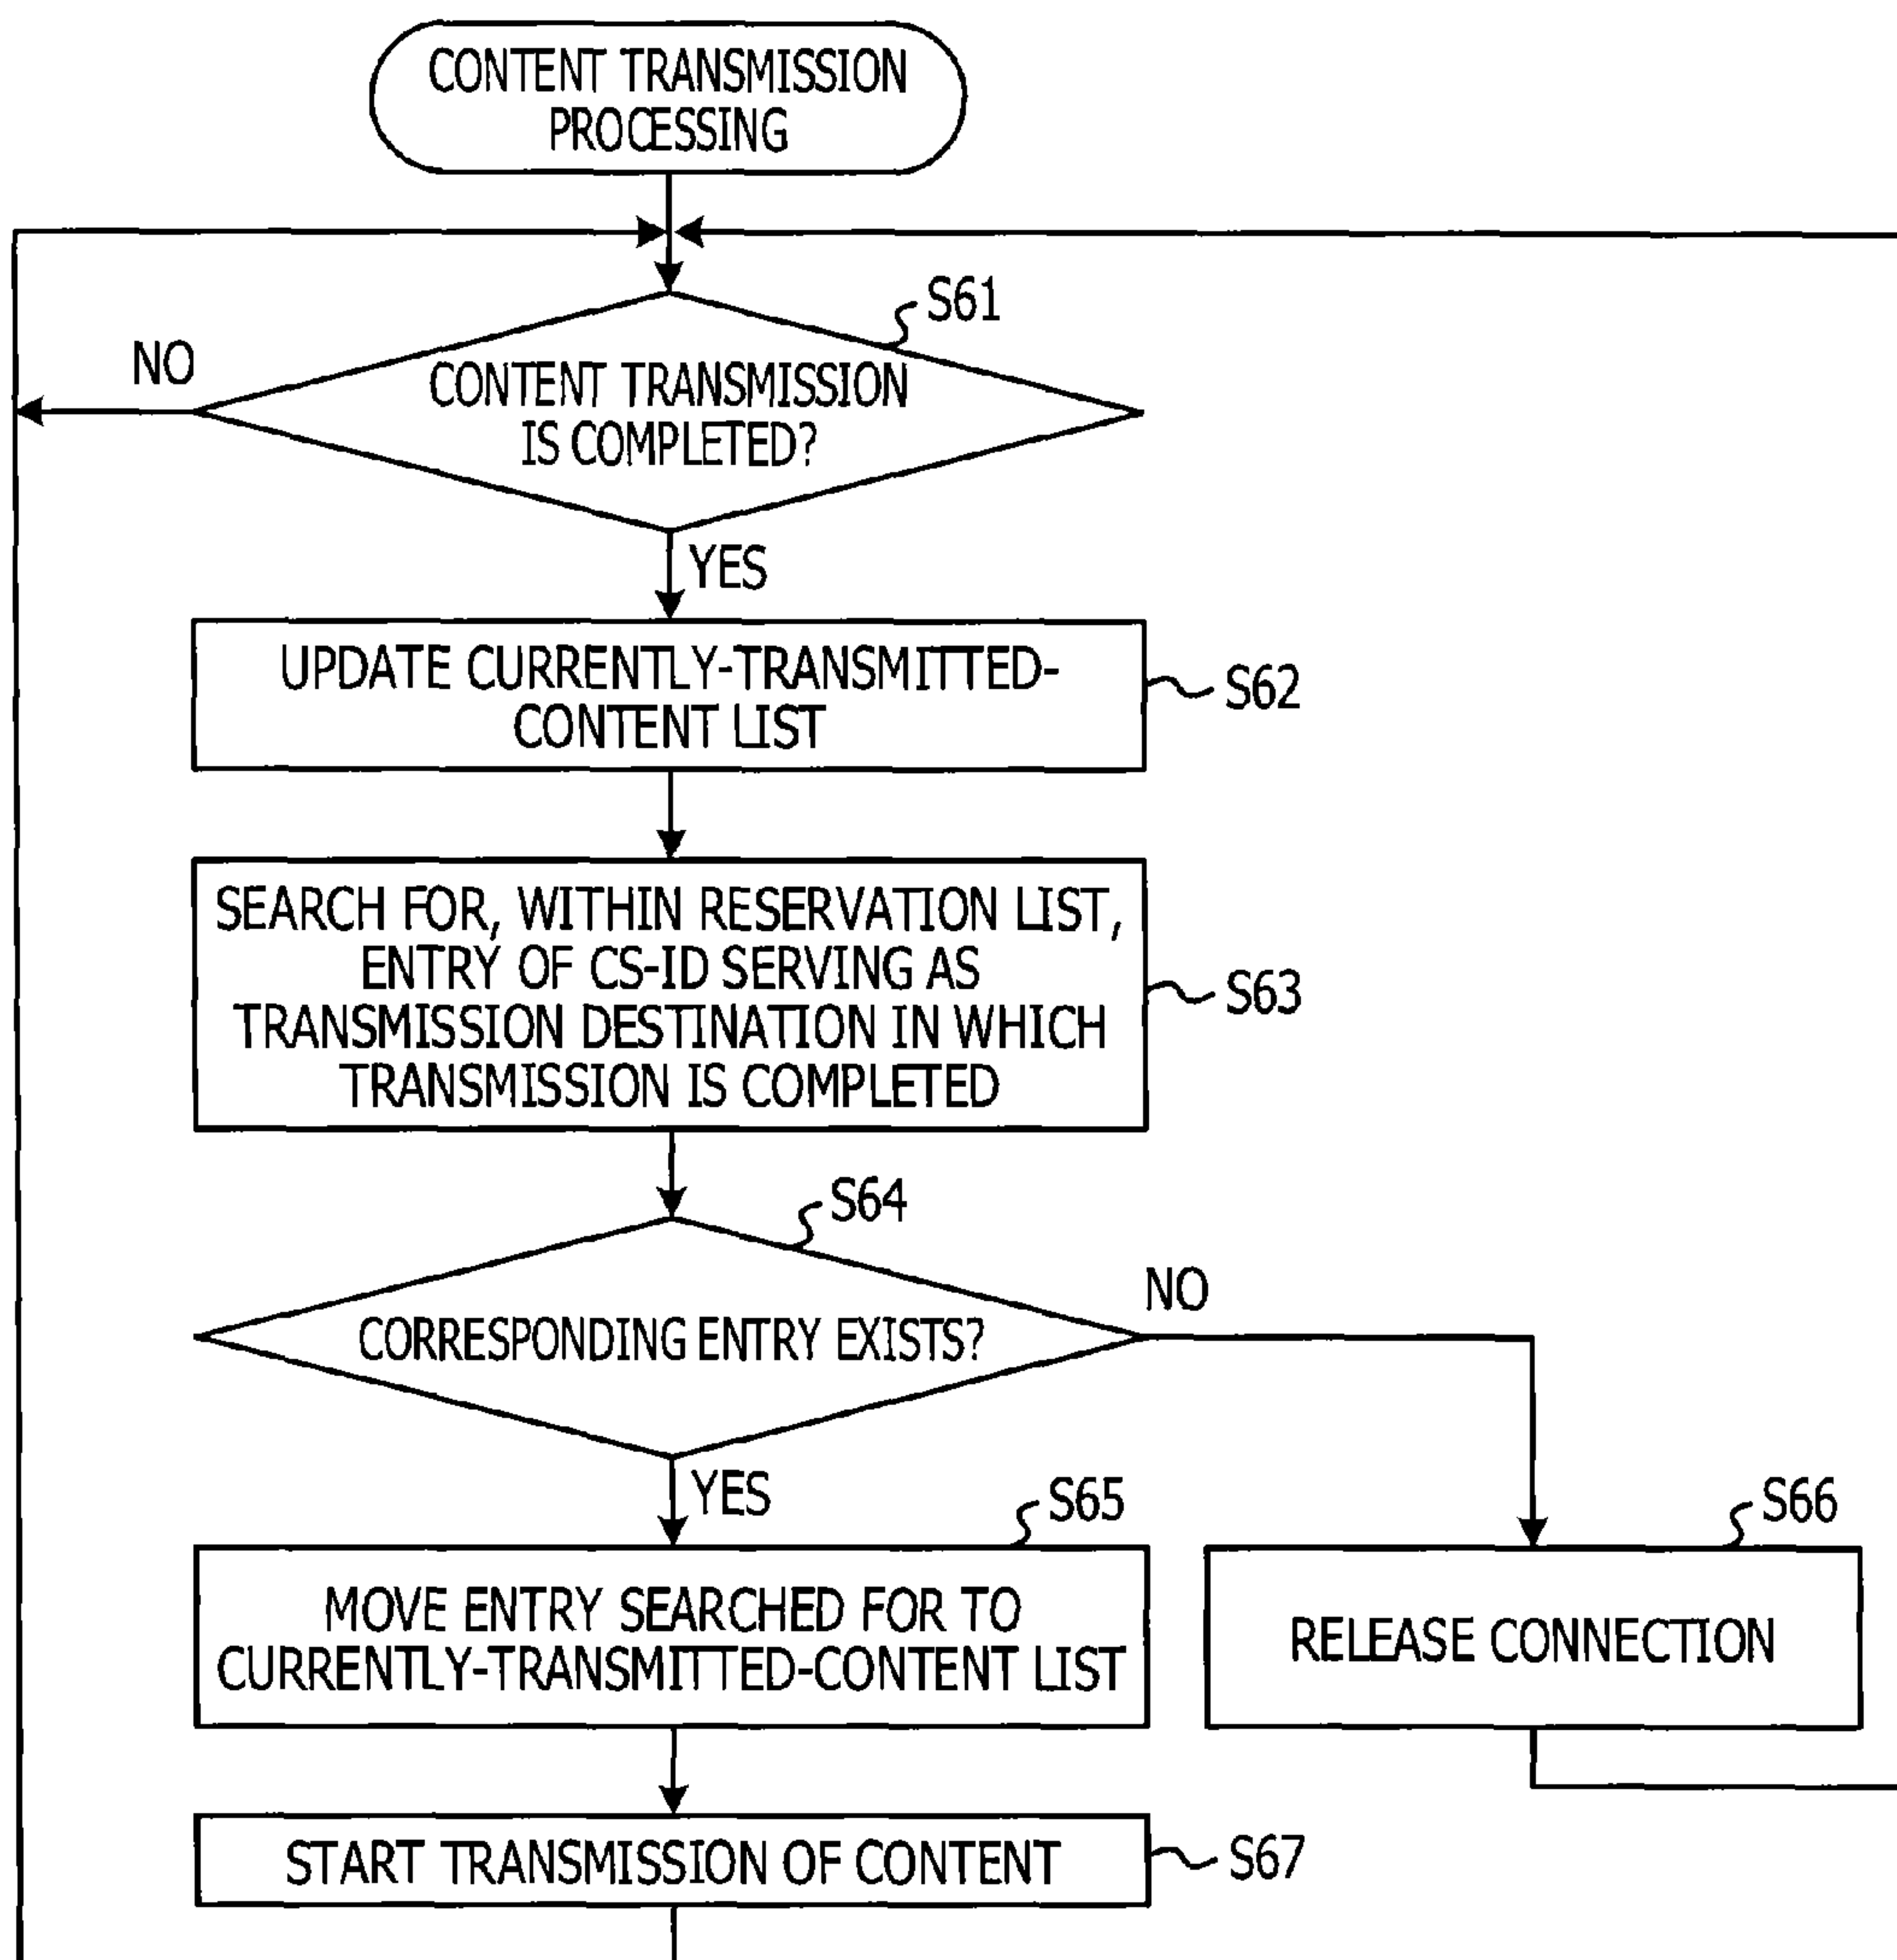 CONTENT TRANSMISSION
PROCESSING
S61
NO
CONTENT TRANSMISSION
IS COMPLETED?
YES
UPDATE CURRENTLY-TRANSMITTED-
CONTENT LIST
S62
SEARCH FOR, WITHIN RESERVATION LIST,
ENTRY OF CS-ID SERVING AS
TRANSMISSION DESTINATION IN WHICH
TRANSMISSION IS COMPLETED
S63
S64
NO
CORRESPONDING ENTRY EXISTS?
YES
S65
S66
MOVE ENTRY SEARCHED FOR TO
CURRENTLY-TRANSMITTED-CONTENT LIST
RELEASE CONNECTION
START TRANSMISSION OF CONTENT
S67